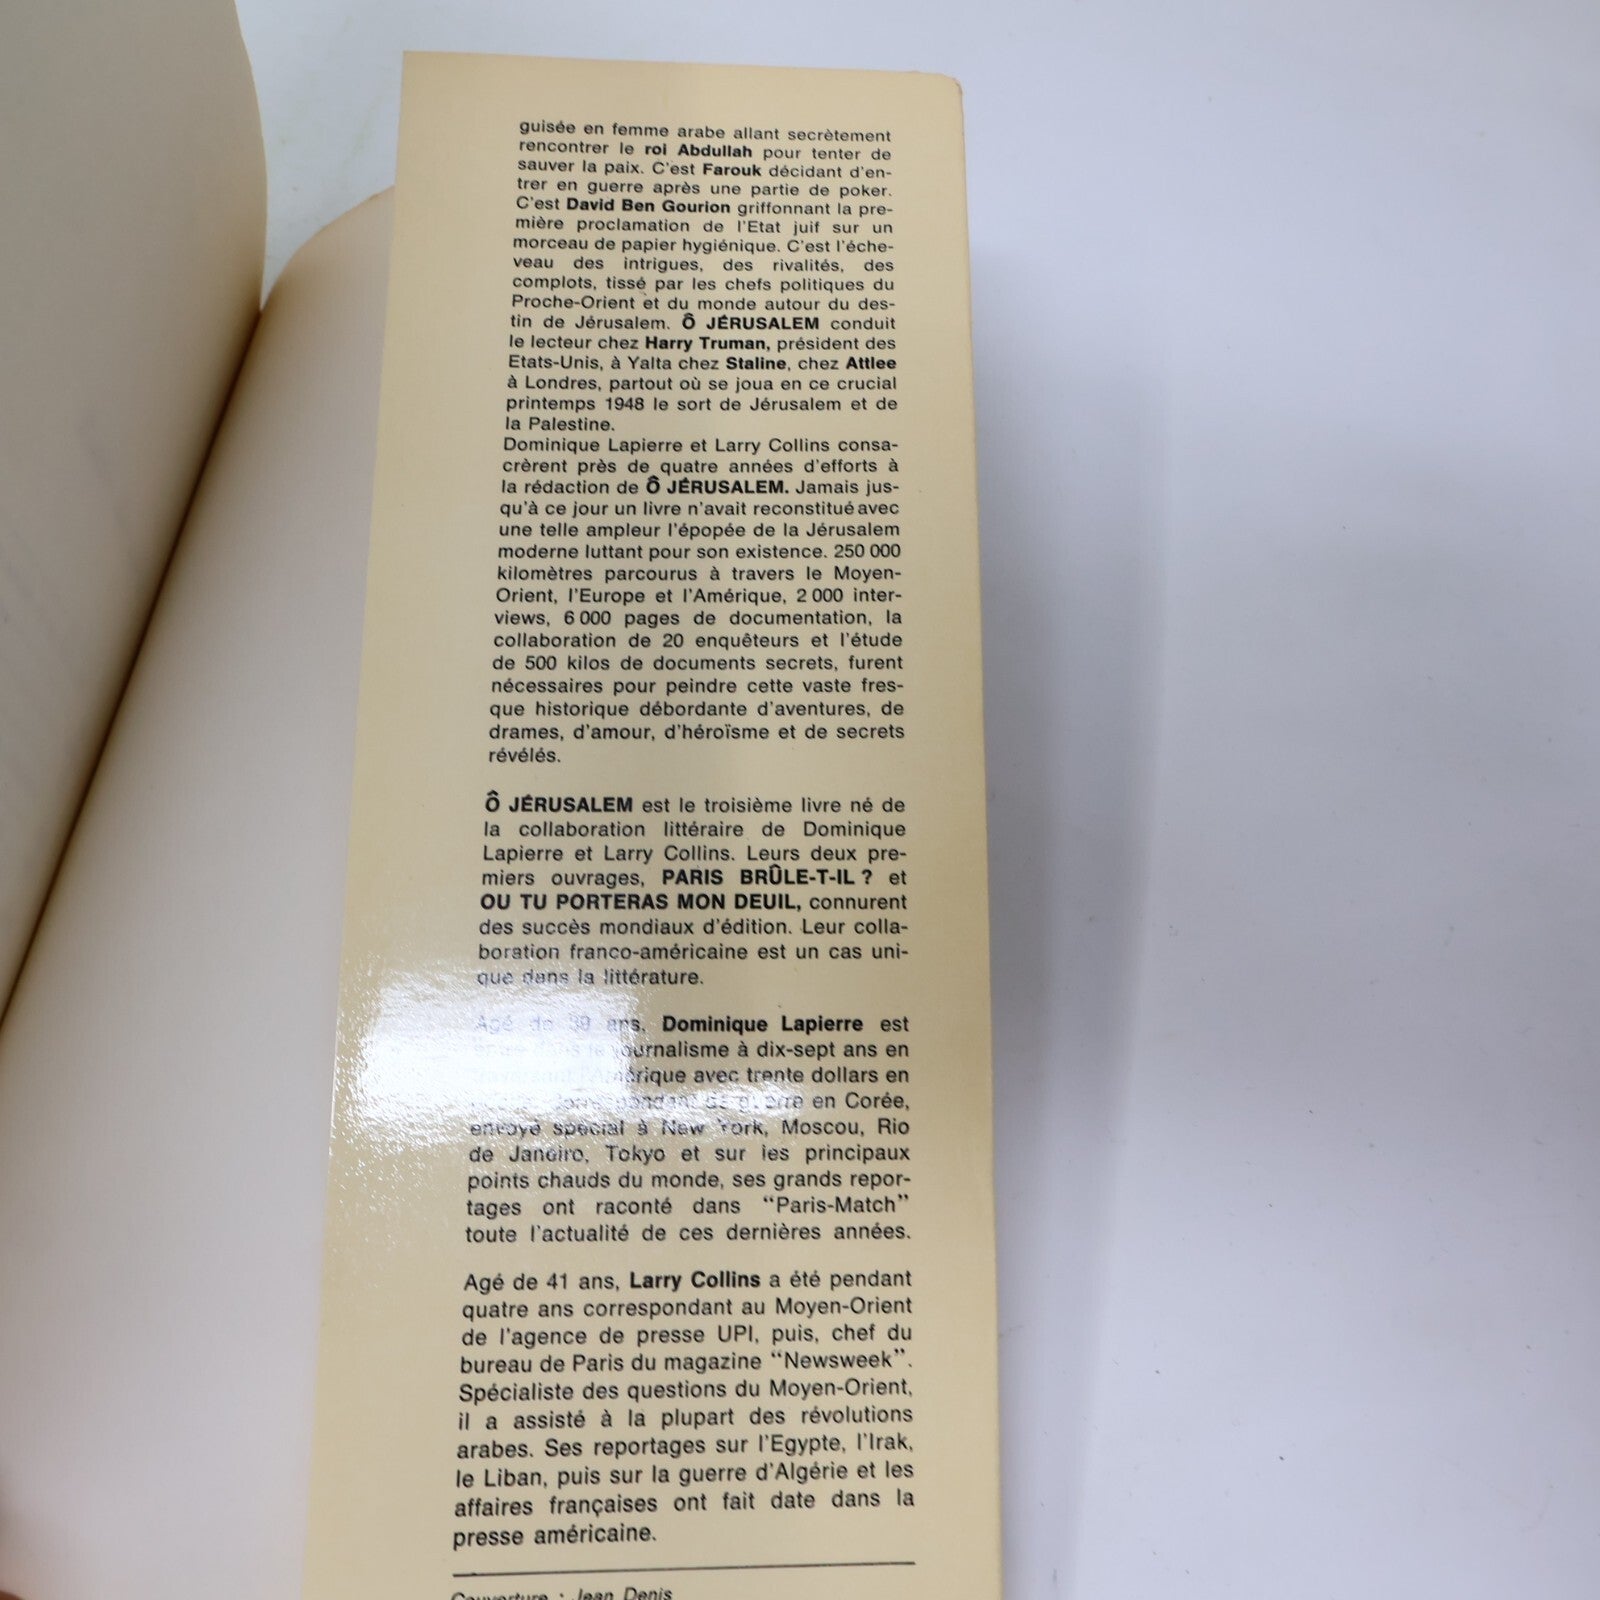 guisée en femme arabe allant secrètement
rencontrer le roi Abdullah pour tenter de
sauver la paix. C'est Farouk décidant d'en-
trer en guerre après une partie de poker.
C'est David Ben Gourion griffonnant la pre-
mière proclamation de l'Etat juif sur un
morceau de papier hygiénique. C'est l'éche-
veau des intrigues, des rivalités, des
complots, tissé par les chefs politiques du
Proche-Orient et du monde autour du des-
tin de Jérusalem. Ô JÉRUSALEM conduit
le lecteur chez Harry Truman, président des
Etats-Unis, à Yalta chez Staline, chez Attlee
à Londres, partout où se joua en ce crucial
printemps 1948 le sort de Jérusalem et de
la Palestine.
Dominique Lapierre et Larry Collins consa-
crèrent près de quatre années d'efforts à
la rédaction de Ô JÉRUSALEM. Jamais jus-
qu'à ce jour un livre n'avait reconstitué avec
une telle ampleur l'épopée de la Jérusalem
moderne luttant pour son existence. 250 000
kilomètres parcourus à travers le Moyen-
Orient, l'Europe et l'Amérique, 2 000 inter-
views, 6 000 pages de documentation, la
collaboration de 20 enquêteurs et l'étude
de 500 kilos de documents secrets, furent
nécessaires pour peindre cette vaste fres-
que historique débordante d'aventures, de
drames, d'amour, d'héroïsme et de secrets
révélés.
Ô JÉRUSALEM est le troisième livre né de
la collaboration littéraire de Dominique
Lapierre et Larry Collins. Leurs deux pre-
miers ouvrages, PARIS BRÛLE-T-IL ? et
OU TU PORTERAS MON DEUIL, connurent
des succès mondiaux d'édition. Leur colla-
boration franco-américaine est un cas uni-
que dans la littérature.
Agé de 39 ans, Dominique Lapierre est
journalisme à dix-sept ans en
l'Amérique avec trente dollars en
correspondant de guerre en Corée,
envoyé spécial à New York, Moscou, Rio
de Janeiro, Tokyo et sur les principaux
points chauds du monde, ses grands repor-
tages ont raconté dans “Paris-Match”
toute l'actualité de ces dernières années.
Agé de 41 ans, Larry Collins a été pendant
quatre ans correspondant au Moyen-Orient
de l'agence de presse UPI, puis, chef du
bureau de Paris du magazine “Newsweek”.
Spécialiste des questions du Moyen-Orient,
il a assisté à la plupart des révolutions
arabes. Ses reportages sur l'Egypte, l'Irak,
le Liban, puis sur la guerre d'Algérie et les
affaires françaises ont fait date dans la
presse américaine.
Couverture : Jean Denis